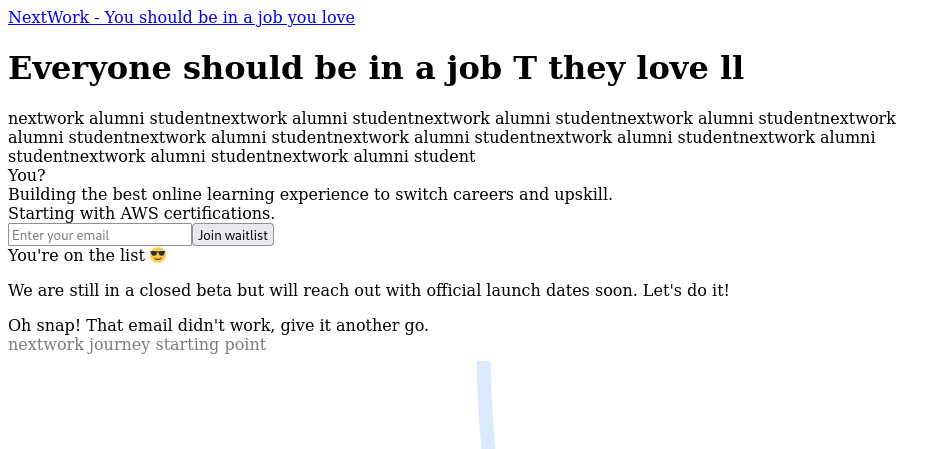 NextWork - You should be in a job you love
Everyone should be in a job T they love ll
nextwork alumni studentnextwork alumni studentnextwork alumni studentnextwork alumni studentnextwork
alumni studentnextwork alumni studentnextwork alumni studentnextwork alumni studentnextwork alumni
studentnextwork alumni studentnextwork alumni student
You?
Building the best online learning experience to switch careers and upskill.
Starting with AWS certifications.
Enter your email Join waitlist
You're on the list 😎
We are still in a closed beta but will reach out with official launch dates soon. Let's do it!
Oh snap! That email didn't work, give it another go.
nextwork journey starting point